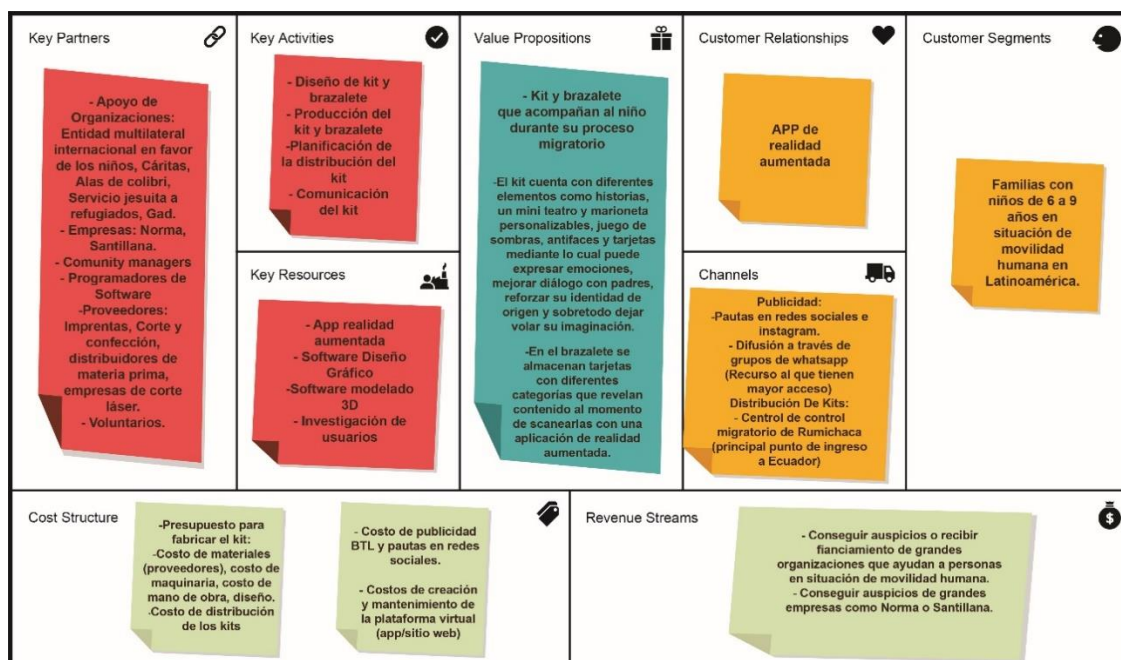 Key Partners
- Apoyo de
Organizaciones:
Entidad multilateral
internacional en favor
de los niños, Cáritas,
Alas de colibri,
Servicio jesuita a
refugiados, Gad.
- Empresas: Norma,
Santillana.
- Comunity managers
- Programadores de
Software
-Proveedores:
Imprentas, Corte y
confección,
distribuidores de
materia prima,
empresas de corte
láser.
- Voluntarios.
Key Activities
- Diseño de kit y
brazalete
- Producción del
kit y brazalete
-Planificación de
la distribución del
kit
- Comunicación
del kit
Key Resources
- App realidad
aumentada
- Software Diseño
Gráfico
-Software modelado
3D
- Investigación de
usuarios
Value Propositions
- Kit y brazalete
que acompañan al niño
durante su proceso
migratorio
-El kit cuenta con diferentes
elementos como historias,
un mini teatro y marioneta
personalizables, juego de
sombras, antifaces y tarjetas
mediante lo cual puede
expresar emociones,
mejorar diálogo con padres,
reforzar su identidad de
origen y sobretodo dejar
volar su imaginación.
-En el brazalete se
almacenan tarjetas
con diferentes
categorías que revelan
contenido al momento
de scanearlas con una
aplicación de realidad
aumentada.
Customer Relationships
APP de
realidad
aumentada
Channels
Publicidad:
-Pautas en redes sociales e
instagram.
- Difusión a través de
grupos de whatsapp
(Recurso al que tienen
mayor acceso)
Distribución De Kits:
- Centrol de control
migratorio de Rumichaca
(principal punto de ingreso
a Ecuador)
Customer Segments
Familias con
niños de 6 a 9
años en
situación de
movilidad
humana en
Latinoamérica.
Cost Structure
-Presupuesto para
fabricar el kit:
-Costo de materiales
(proveedores), costo de
maquinaria, costo de
mano de obra, diseño.
-Costo de distribución
de los kits
- Costo de publicidad
BTL y pautas en redes
sociales.
- Costos de creación
y mantenimiento de
la plataforma virtual
(app/sitio web)
Revenue Streams
$
- Conseguir auspicios o recibir
fianciamiento de grandes
organizaciones que ayudan a personas
en situación de movilidad humana.
- Conseguir auspicios de grandes
empresas como Norma o Santillana.